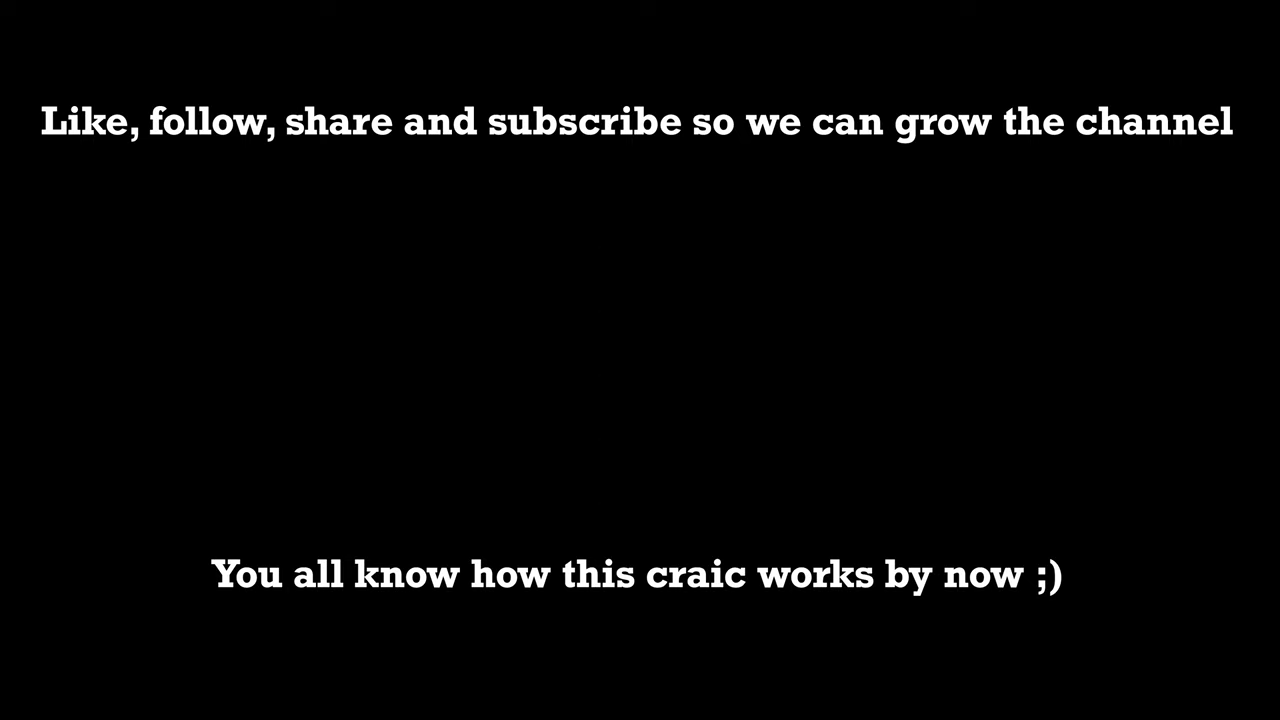 Like, follow, share and subscribe so we can grow the channel
You all know how this craic works by now ;)